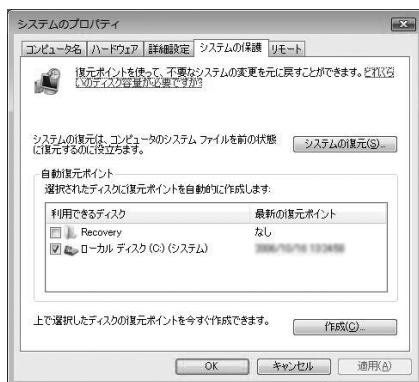 システムのプロパティ
コンピュータ名 ハードウェア 詳細設定 システムの保護 リモート
復元ポイントを使って、不要なシステムの変更を元に戻すことができます。どれくら
いのディスク容量が必要ですか?
システムの復元は、コンピュータのシステム ファイルを前の状態
に復元するのに役立ちます。
システムの復元(S)...
自動復元ポイント
選択されたディスクに復元ポイントを自動的に作成します:
利用できるディスク 最新の復元ポイント
Recovery なし
ローカル ディスク (C:) (システム)
上で選択したディスクの復元ポイントを今すぐ作成できます。
作成(C)...
OK キャンセル 適用(A)